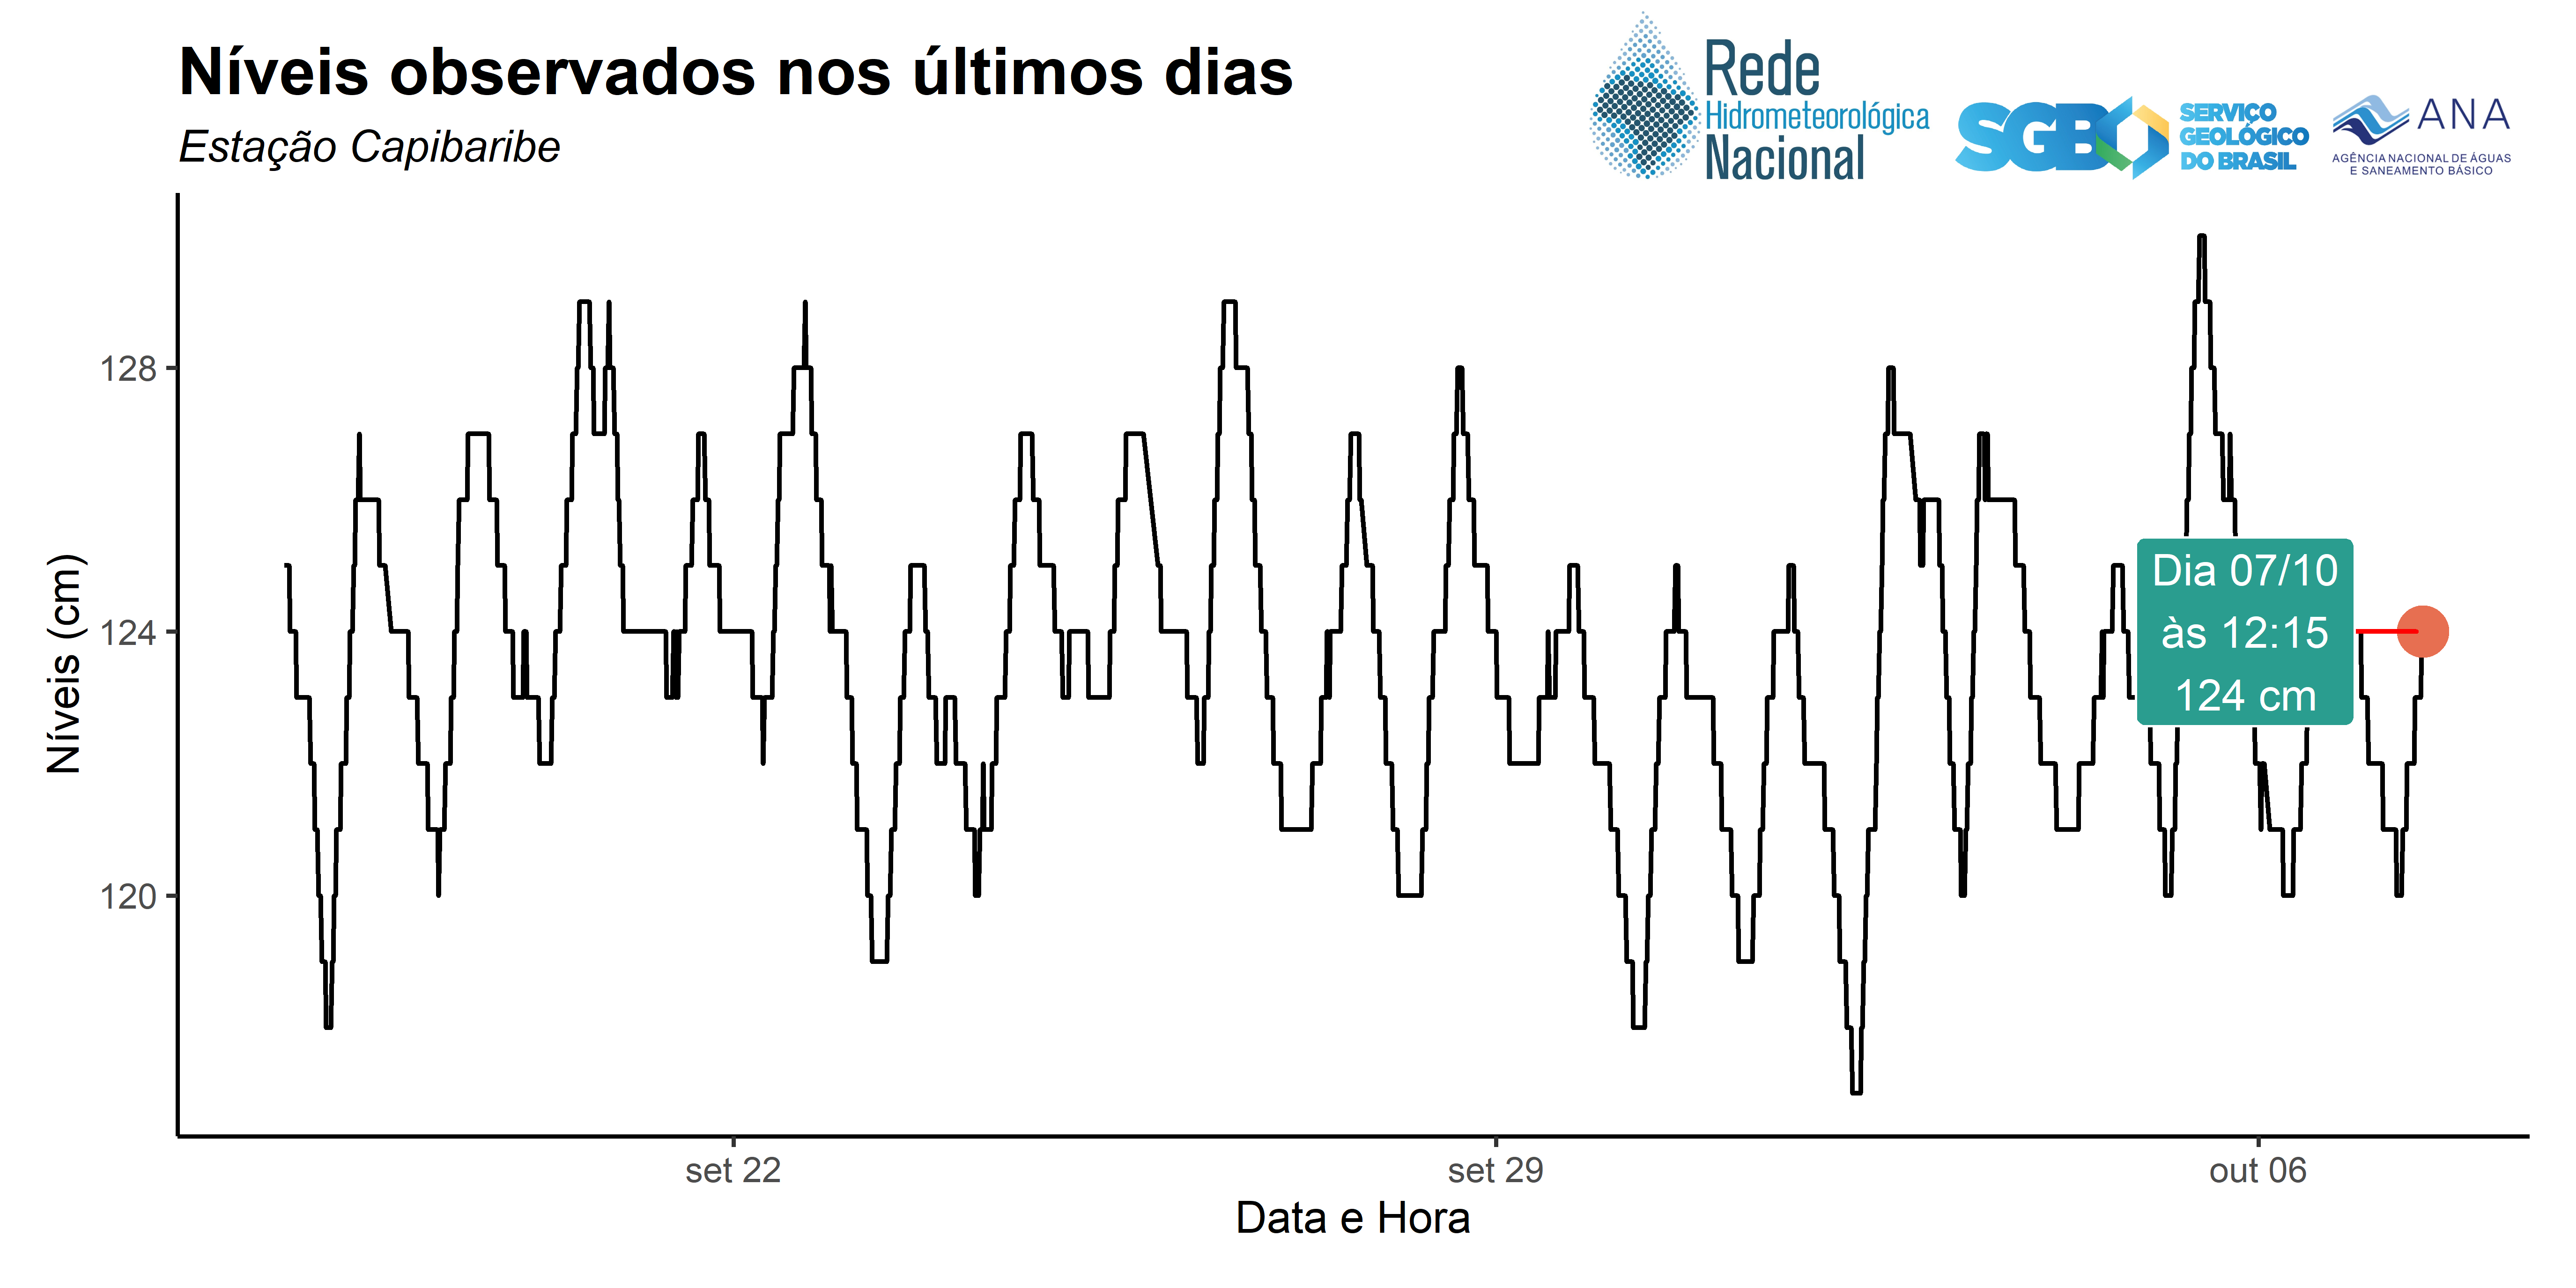 Níveis observados nos últimos dias
Estação Capibaribe
Rede
Hidrometeorológica
Nacional
SGB
SERVIÇO
GEOLÓGICO
DO BRASIL
ANA
AGÊNCIA NACIONAL DE ÁGUAS
E SANEAMENTO BÁSICO
Níveis (cm)
128
124
120
Dia 07/10
às 12:15
124 cm
set 22
set 29
out 06
Data e Hora